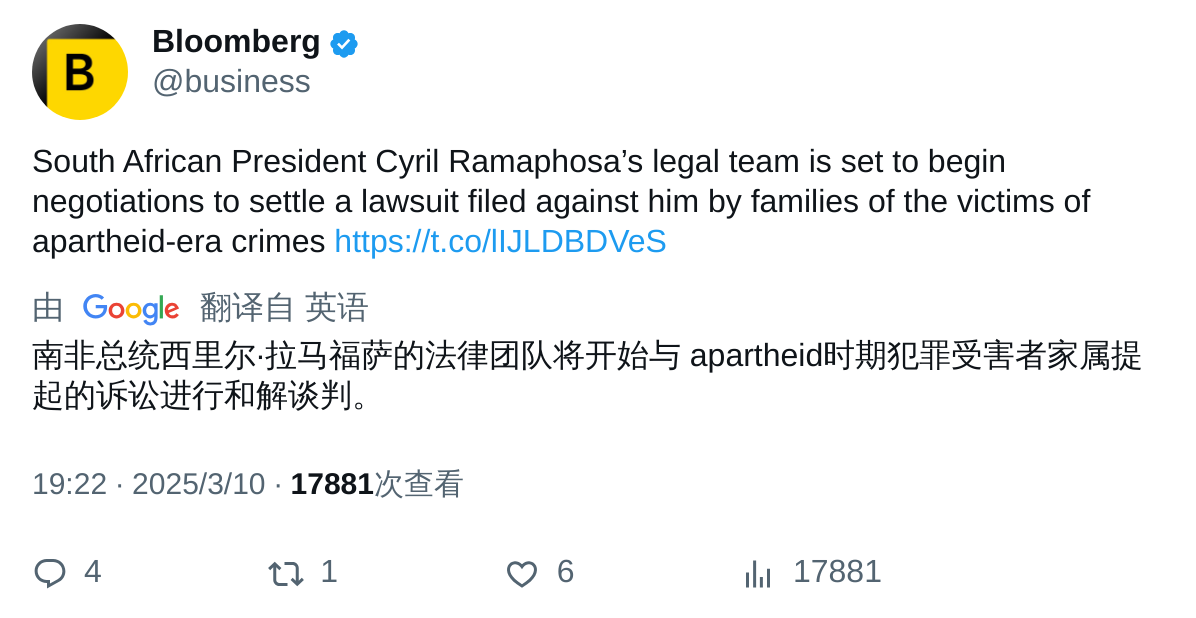 B
Bloomberg
@business
South African President Cyril Ramaphosa’s legal team is set to begin
negotiations to settle a lawsuit filed against him by families of the victims of
apartheid-era crimes https://t.co/lIJLDBDVeS
由 Google 翻译自 英语
南非总统西里尔·拉马福萨的法律团队将开始与 apartheid时期犯罪受害者家属提
起的诉讼进行和解谈判。
19:22 · 2025/3/10 · 17881次查看
4 1 6 17881